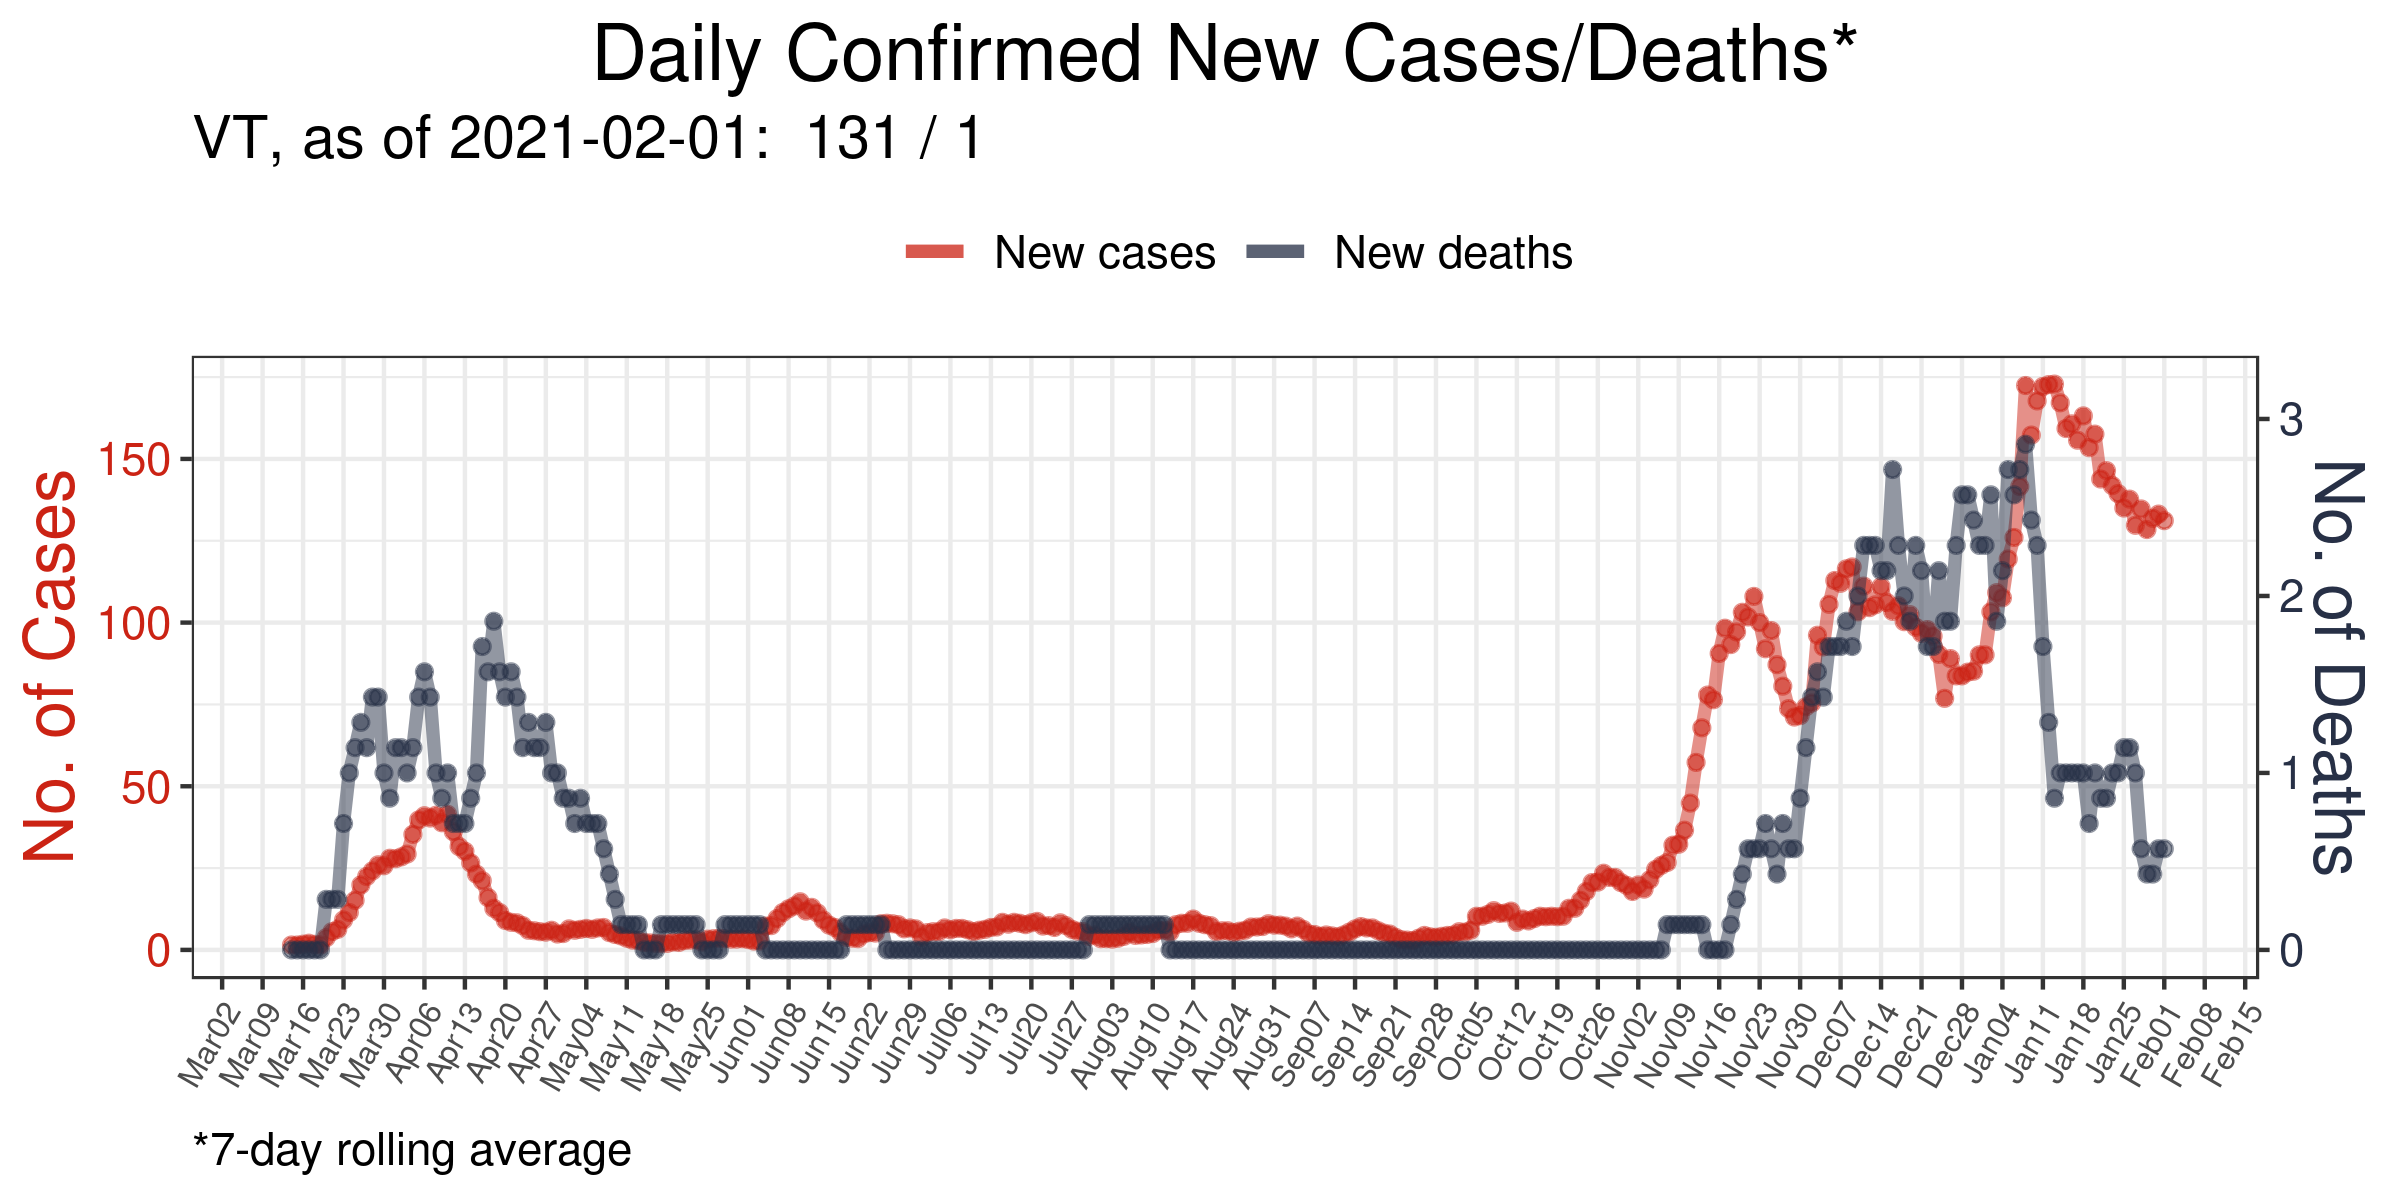 Daily Confirmed New Cases/Deaths*
VT, as of 2021-02-01:  131 / 1
New cases New deaths
No. of Cases
150
100
50
0
3
2
1
0
No. of Deaths
Mar02 Mar09 Mar16 Mar23 Mar30 Apr06 Apr13 Apr20 Apr27 May04 May11 May18 May25 Jun01 Jun08 Jun15 Jun22 Jun29 Jul06 Jul13 Jul20 Jul27 Aug03 Aug10 Aug17 Aug24 Aug31 Sep07 Sep14 Sep21 Sep28 Oct05 Oct12 Oct19 Oct26 Nov02 Nov09 Nov16 Nov23 Nov30 Dec07 Dec14 Dec21 Dec28 Jan04 Jan11 Jan18 Jan25 Feb01 Feb08 Feb15
*7-day rolling average